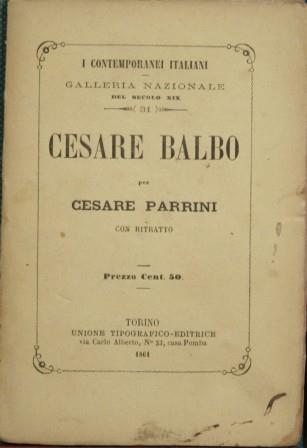 I CONTEMPORANEI ITALIANI
GALLERIA NAZIONALE
DEL SECOLO XIX
31
CESARE BALBO
per
CESARE PARRINI
CON RITRATTO
Prezzo Cent. 50.
TORINO
UNIONE TIPOGRAFICO-EDITRICE
via Carlo Alberto, Nº 33, casa Pomba
1861